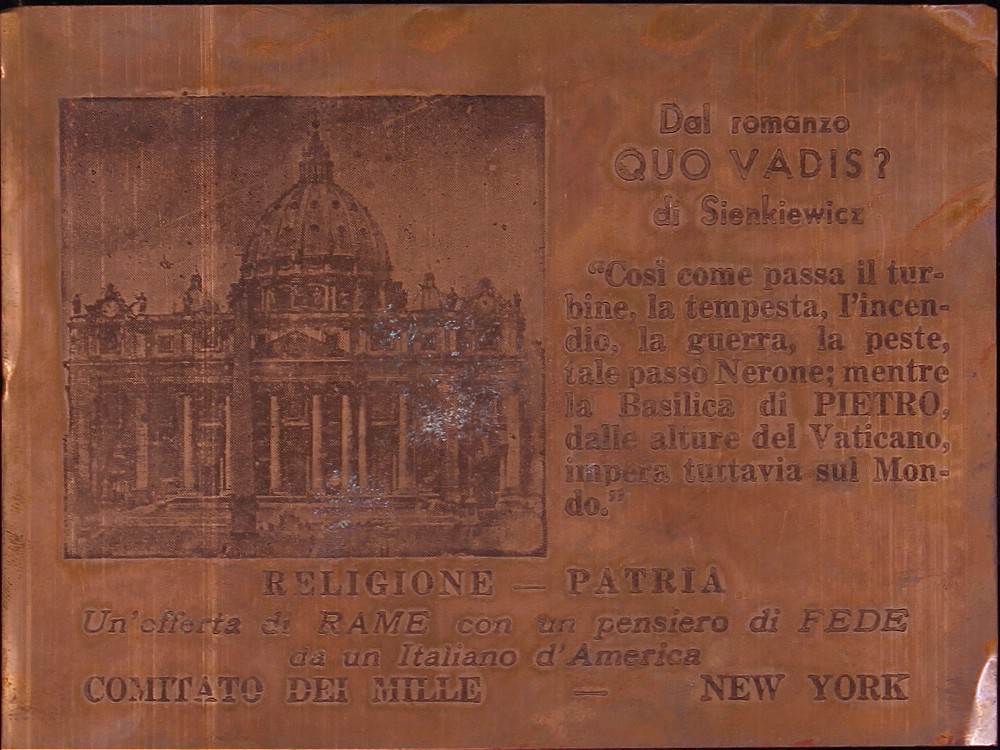 Dal romanzo
QUO VADIS?
di Sienkiewicz
"Cosi come passa il tur-
bine, la tempesta, l'incen-
dio, la guerra, la peste,
tale passo Nerone; mentre
la Basilica di PIETRO,
dalle alture del Vaticano,
impera tuttavia sul Mon-
do."
RELIGIONE — PATRIA
Un'offerta di RAME con un pensiero di FEDE
da un Italiano d'America
COMITATO DEI MILLE — NEW YORK